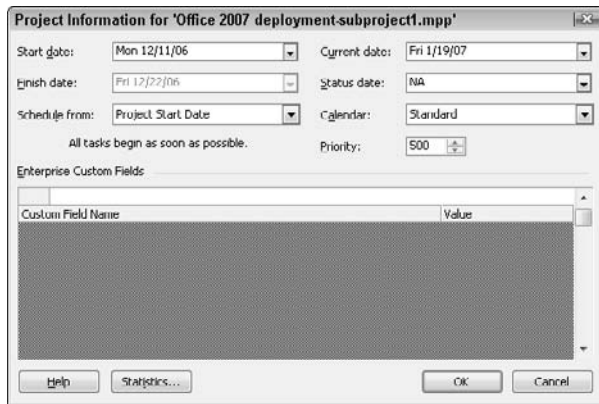 Project Information for 'Office 2007 deployment-subproject1.mpp'
Start date: Mon 12/11/06 Current date: Fri 1/19/07
Finish date: Fri 12/22/06 Status date: NA
Schedule from: Project Start Date Calendar: Standard
All tasks begin as soon as possible. Priority: 500
Enterprise Custom Fields
Custom Field Name Value
Help Statistics... OK Cancel